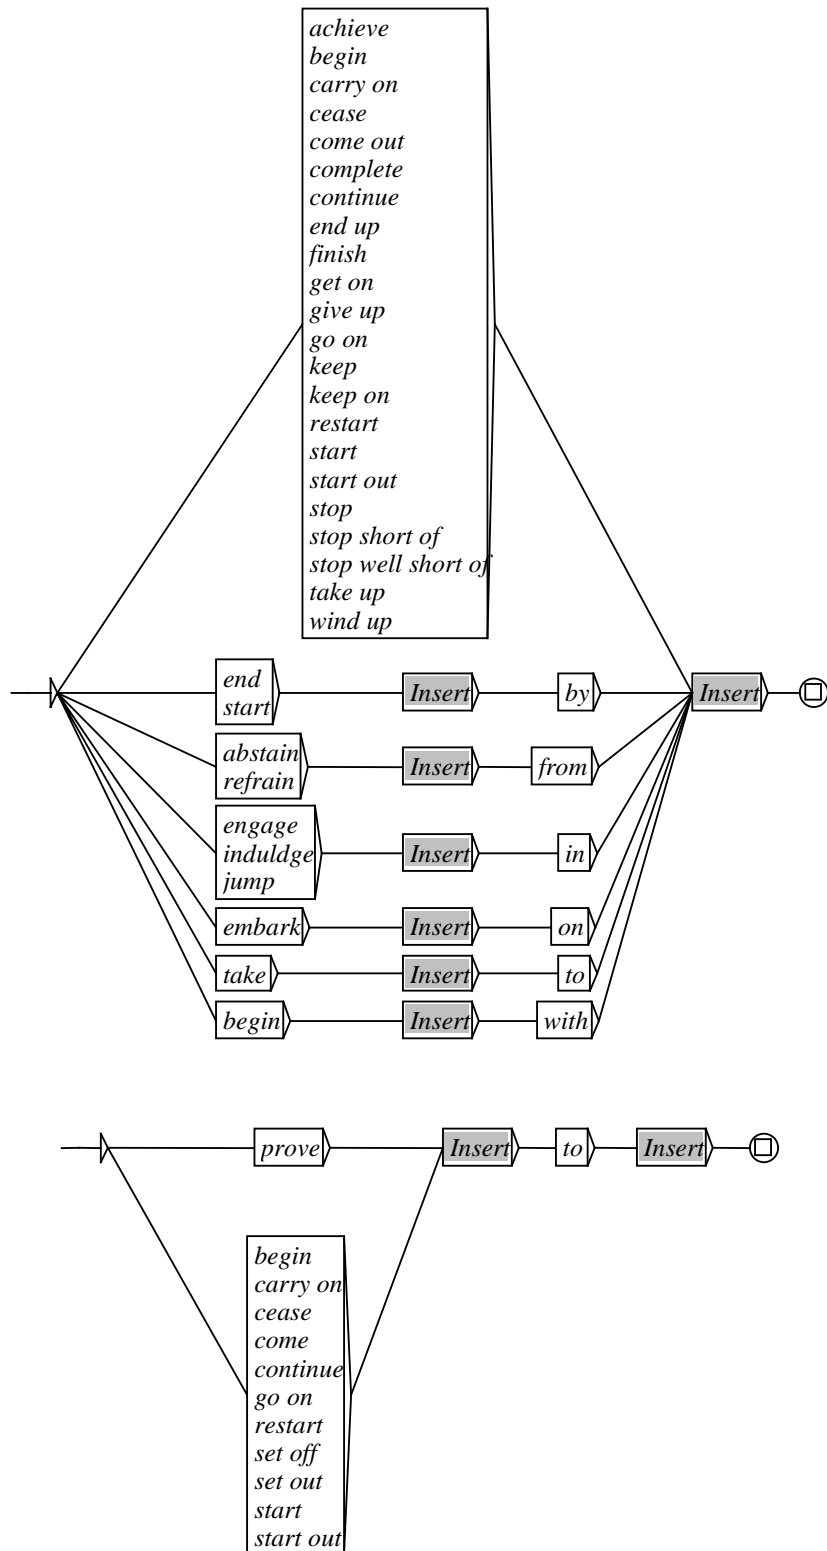 achieve
begin
carry on
cease
come out
complete
continue
end up
finish
get on
give up
go on
keep
keep on
restart
start
start out
stop
stop short of
stop well short of
take up
wind up
end
start
Insert
by
Insert
abstain
refrain
Insert
from
engage
induldge
jump
Insert
in
embark
Insert
on
take
Insert
to
begin
Insert
with
prove
Insert
to
Insert
begin
carry on
cease
come
continue
go on
restart
set off
set out
start
start out